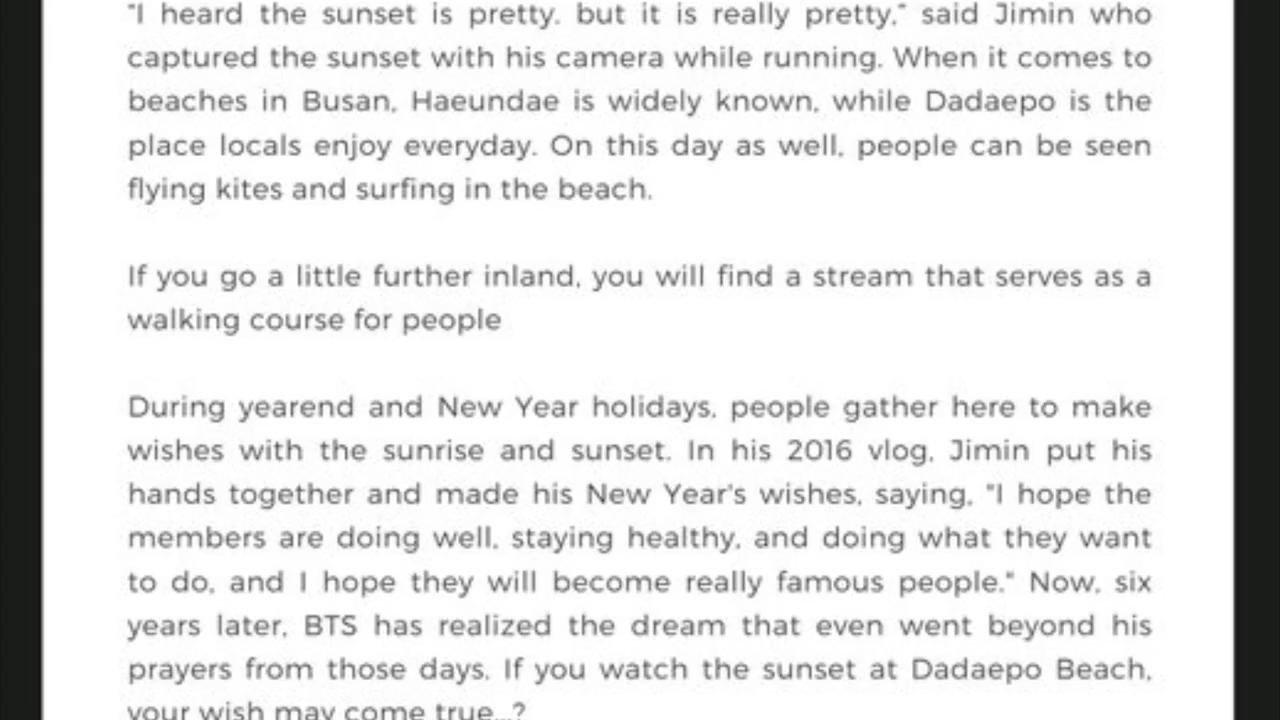 "I heard the sunset is pretty. but it is really pretty," said Jimin who
captured the sunset with his camera while running. When it comes to
beaches in Busan, Haeundae is widely known, while Dadaepo is the
place locals enjoy everyday. On this day as well, people can be seen
flying kites and surfing in the beach.
If you go a little further inland, you will find a stream that serves as a
walking course for people
During yearend and New Year holidays, people gather here to make
wishes with the sunrise and sunset. In his 2016 vlog, Jimin put his
hands together and made his New Year's wishes, saying, "I hope the
members are doing well, staying healthy, and doing what they want
to do, and I hope they will become really famous people." Now, six
years later, BTS has realized the dream that even went beyond his
prayers from those days. If you watch the sunset at Dadaepo Beach,
your wish may come true...?